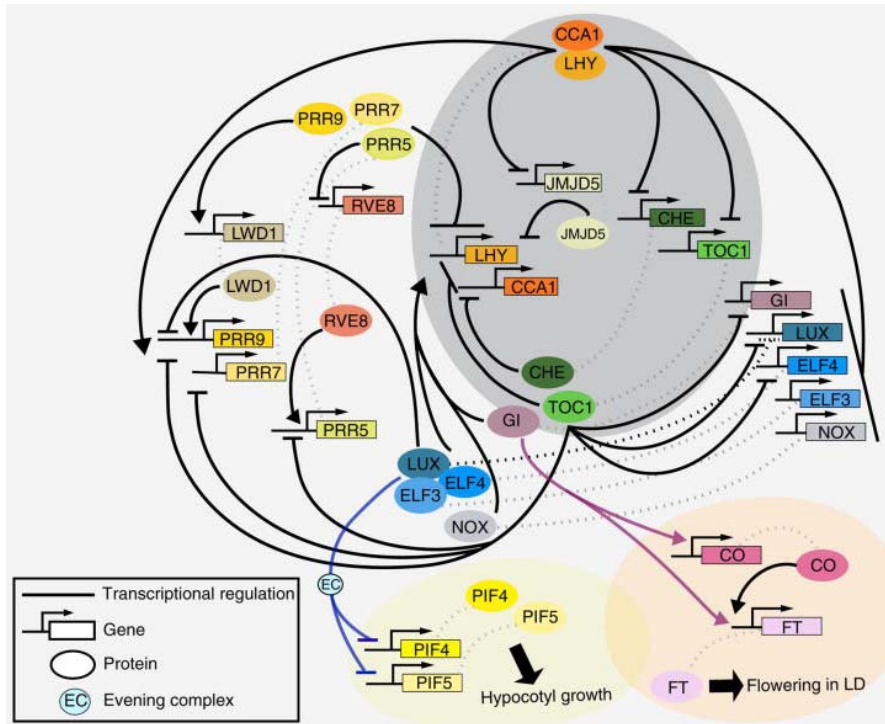 CCA1
LHY
PRR9
PRR7
PRR5
RVE8
LWD1
JMJD5
JMJD5
CHE
TOC1
LHY
CCA1
LWD1
PRR9
PRR7
RVE8
PRR5
CHE
TOC1
GI
GI
LUX
ELF4
ELF3
NOX
LUX
ELF4
ELF3
NOX
CO
CO
FT
FT
Flowering in LD
EC
PIF4
PIF5
PIF4
PIF5
Hypocotyl growth
Transcriptional regulation
Gene
Protein
EC
Evening complex